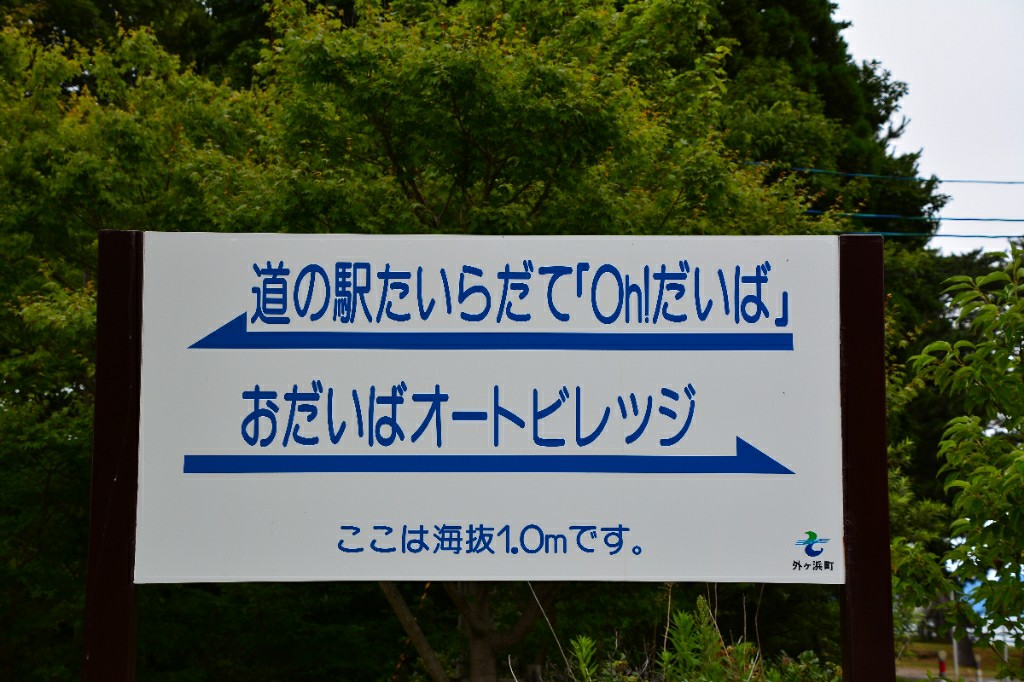 道の駅たいらだて「Oh!だいば」
おだいばオートビレッジ
ここは海抜1.0mです。
外ヶ浜町